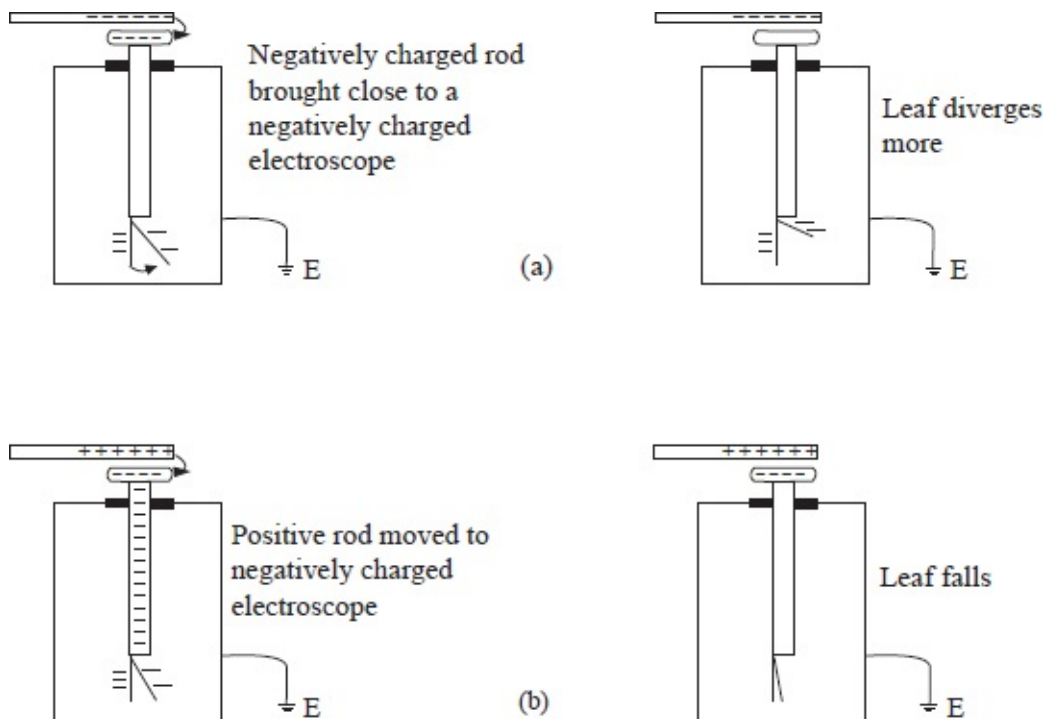 Negatively charged rod
brought close to a
negatively charged
electroscope
Leaf diverges
more
E
(a)
E
Positive rod moved to
negatively charged
electroscope
Leaf falls
E
(b)
E